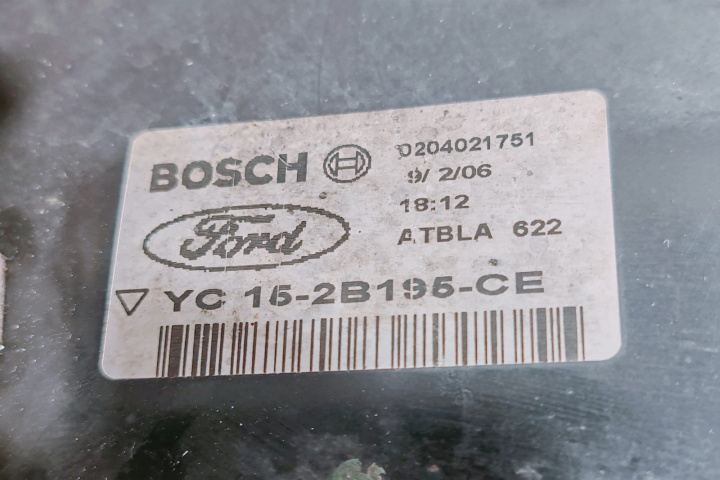 BOSCH
0204021751
9/ 2/06
18:12
Ford
ATBLA 622
YC 15-2B195-CE